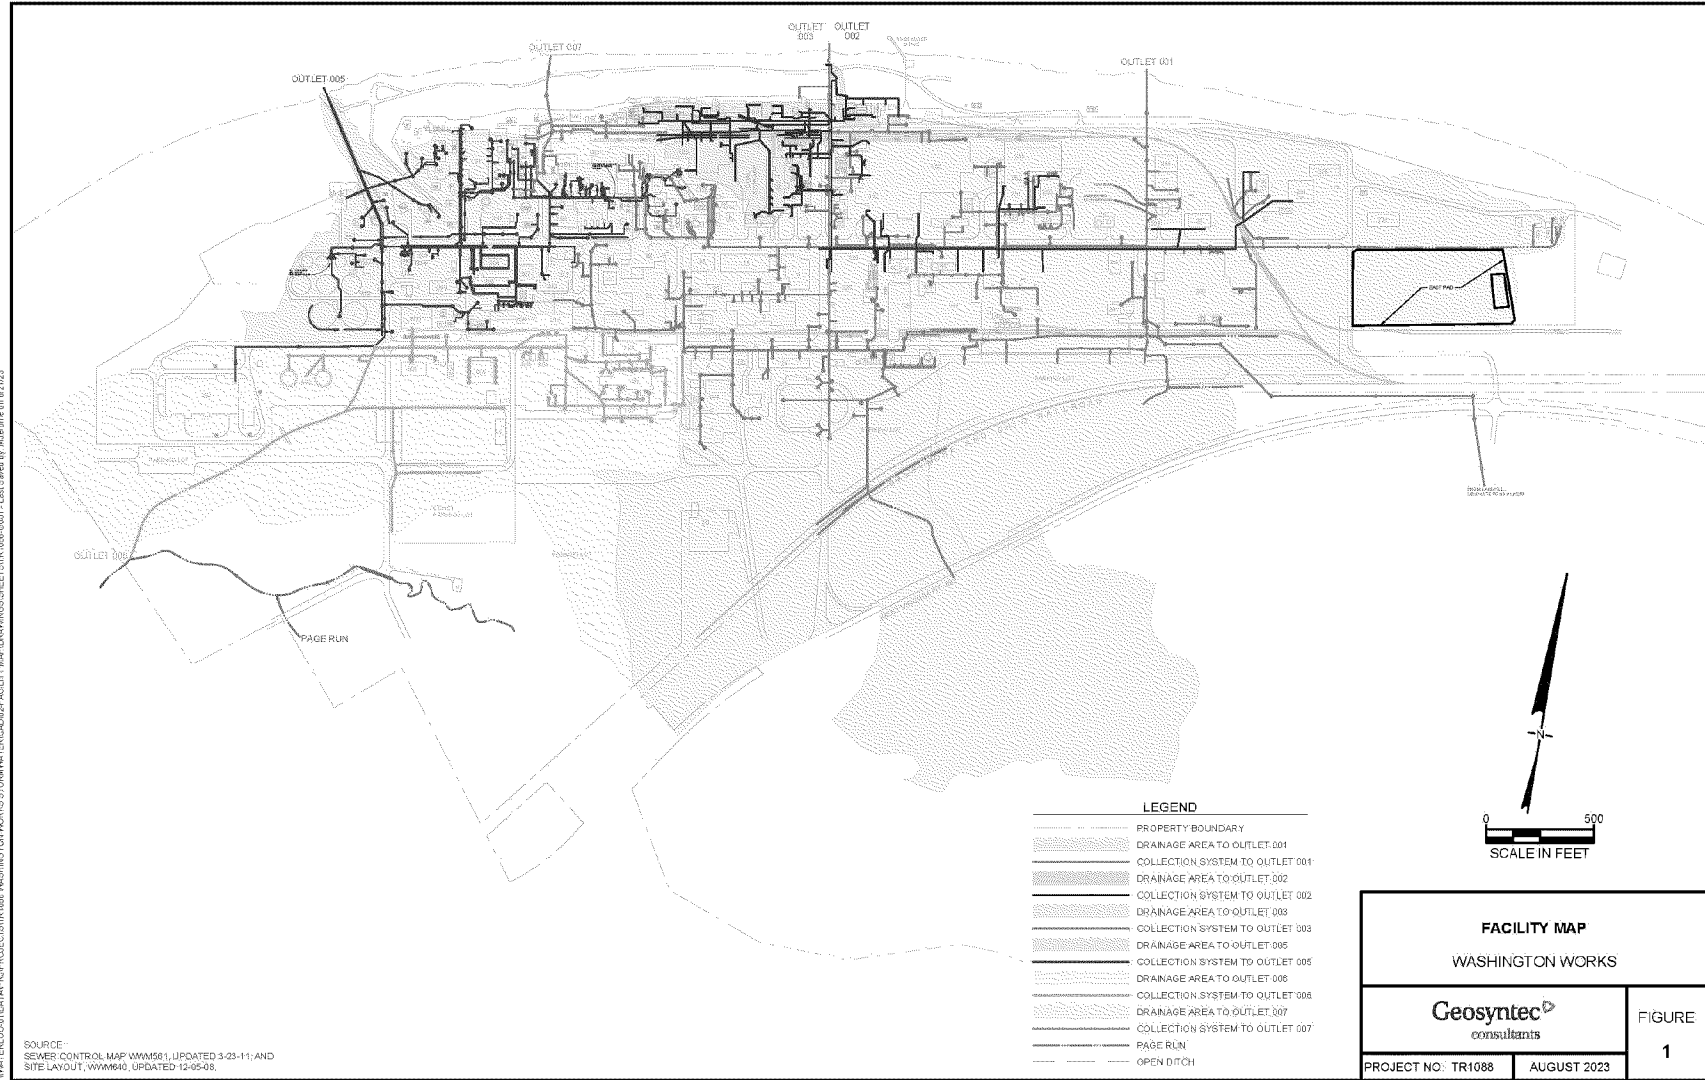 OUTLET 003
OUTLET 002
OUTLET 007
OUTLET 005
OUTLET 001
EAST PAD
OUTLET 006
PAGE RUN
LEGEND
PROPERTY BOUNDARY
DRAINAGE AREA TO OUTLET 001
COLLECTION SYSTEM TO OUTLET 001
DRAINAGE AREA TO OUTLET 002
COLLECTION SYSTEM TO OUTLET 002
DRAINAGE AREA TO OUTLET 003
COLLECTION SYSTEM TO OUTLET 003
DRAINAGE AREA TO OUTLET 005
COLLECTION SYSTEM TO OUTLET 005
DRAINAGE AREA TO OUTLET 006
COLLECTION SYSTEM TO OUTLET 006
DRAINAGE AREA TO OUTLET 007
COLLECTION SYSTEM TO OUTLET 007
PAGE RUN
OPEN DITCH
N
0 500
SCALE IN FEET
FACILITY MAP
WASHINGTON WORKS
Geosyntec
consultants
FIGURE
1
PROJECT NO: TR1088
AUGUST 2023
SOURCE:
SEWER CONTROL MAP WWM561, UPDATED 3-23-11; AND
SITE LAYOUT, WWM640, UPDATED 12-05-08.